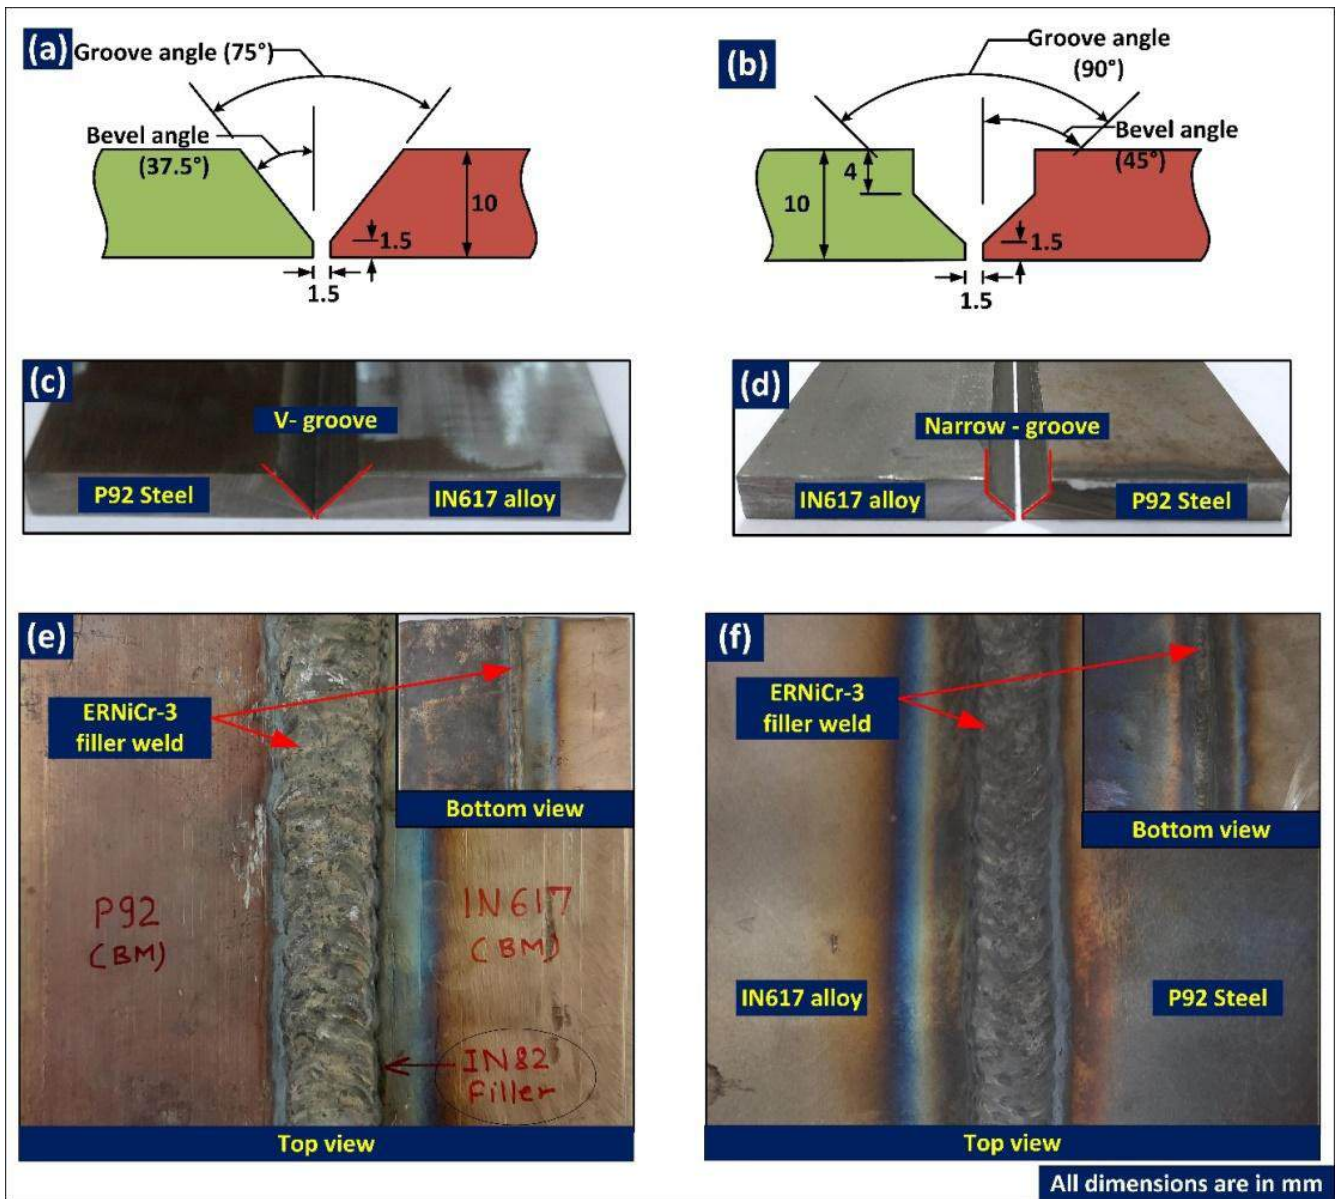 (a)
Groove angle (75°)
Bevel angle
(37.5°)
10
1.5
1.5
(b)
Groove angle
(90°)
Bevel angle
(45°)
4
10
1.5
1.5
(c)
V- groove
P92 Steel
IN617 alloy
(d)
Narrow - groove
IN617 alloy
P92 Steel
(e)
ERNiCr-3
filler weld
Bottom view
P92
(BM)
IN617
(BM)
IN82
Filler
Top view
(f)
ERNiCr-3
filler weld
Bottom view
IN617 alloy
P92 Steel
Top view
All dimensions are in mm